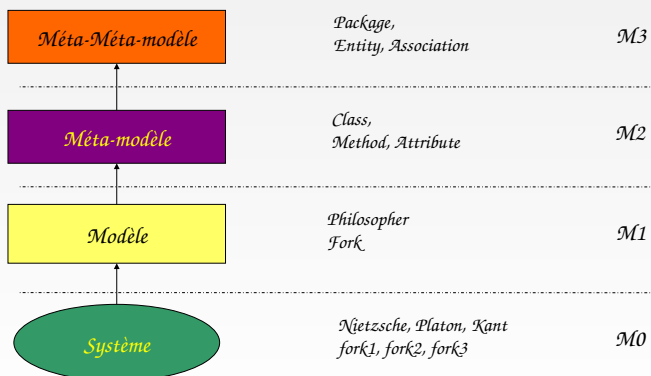 Méta-Méta-modèle
Package,
Entity, Association
M3
Méta-modèle
Class,
Method, Attribute
M2
Modèle
Philosopher
Fork
M1
Système
Nietzsche, Platon, Kant
fork1, fork2, fork3
M0